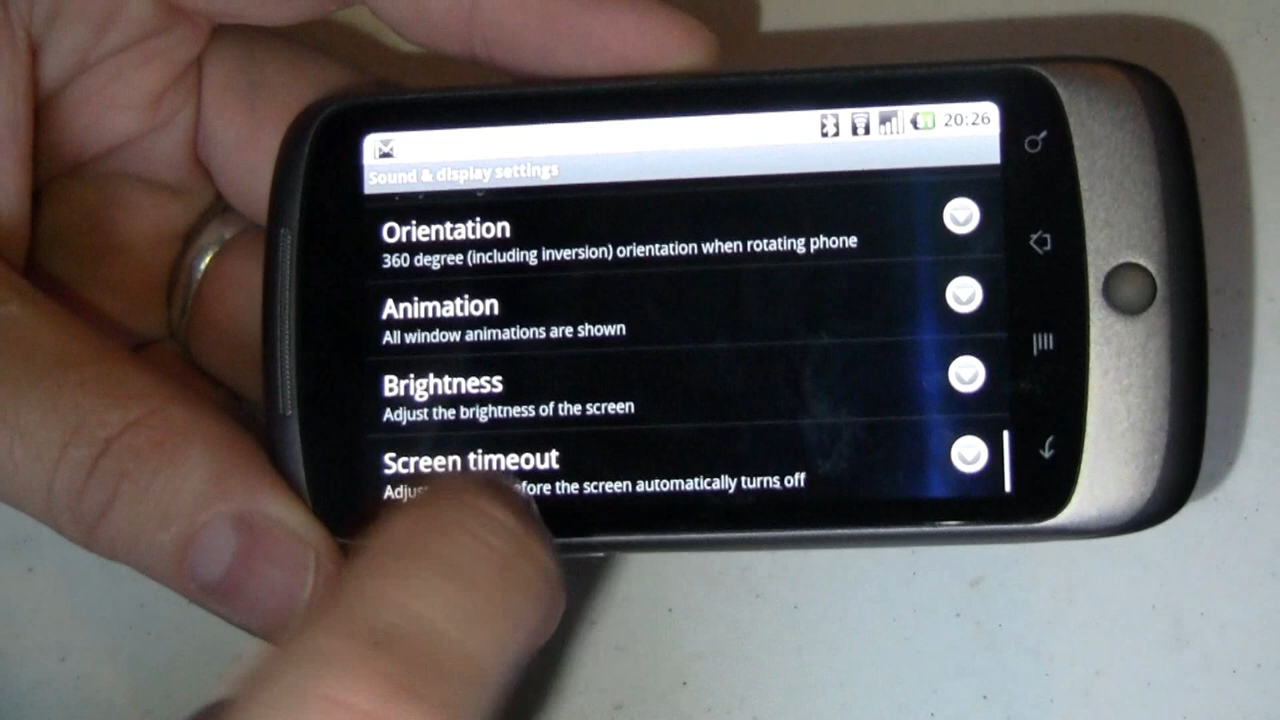 20:26
Sound & display settings
Orientation
360 degree (including inversion) orientation when rotating phone
Animation
All window animations are shown
Brightness
Adjust the brightness of the screen
Screen timeout
before the screen automatically turns off